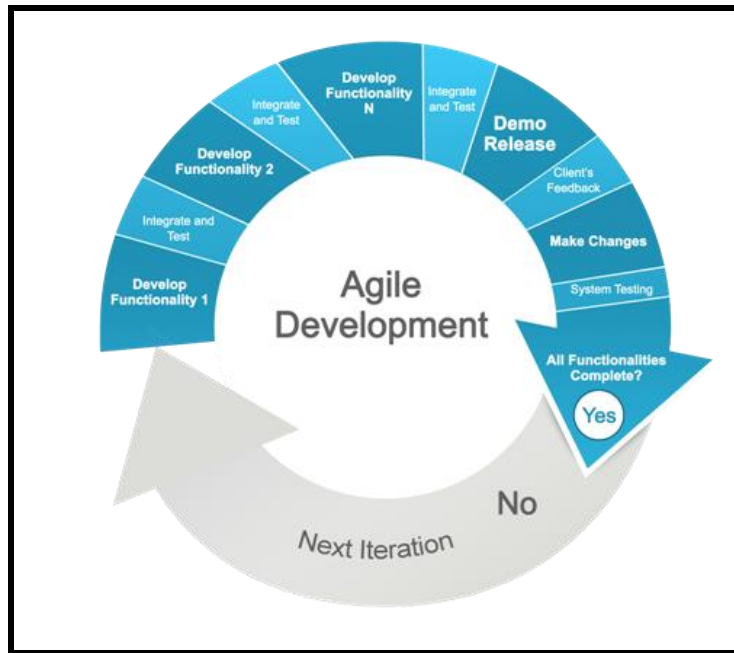 Develop
Functionality 1
Integrate and
Test
Develop
Functionality 2
Integrate
and Test
Develop
Functionality
N
Integrate
and Test
Demo
Release
Client's
Feedback
Make Changes
System Testing
All Functionalities
Complete?
Yes
No
Next Iteration
Agile
Development